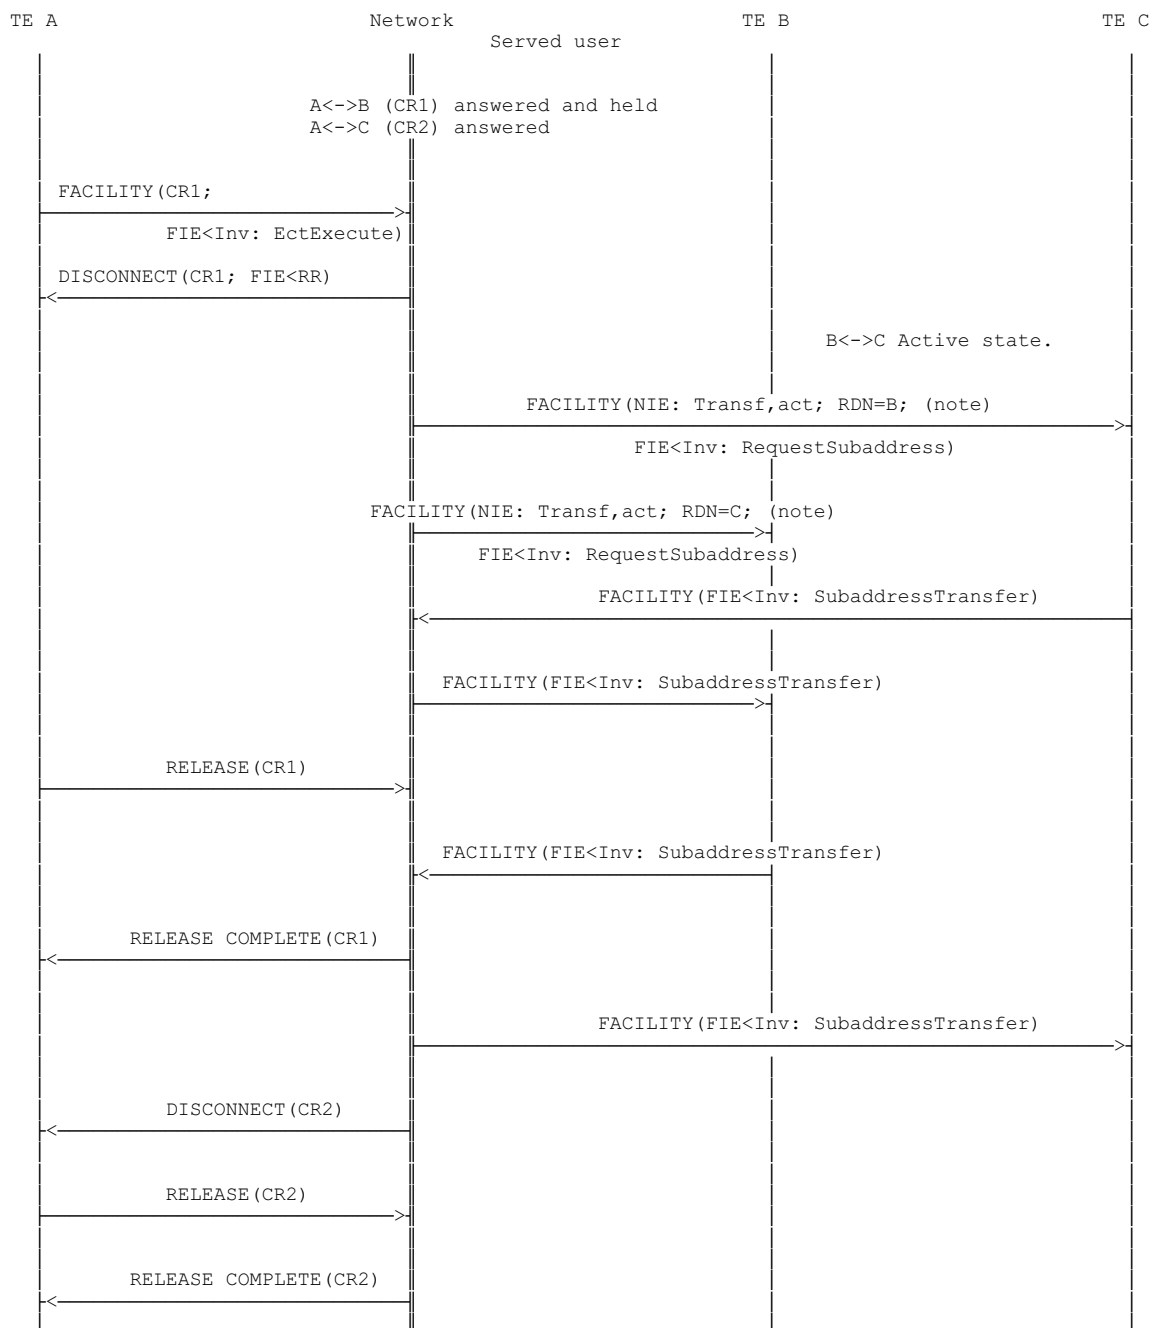 TE A Network TE B TE C
Served user
A<->B (CR1) answered and held
A<->C (CR2) answered
FACILITY(CR1;
FIE<Inv: EctExecute)
DISCONNECT(CR1; FIE<RR)
B<->C Active state.
FACILITY(NIE: Transf,act; RDN=B; (note)
FIE<Inv: RequestSubaddress)
FACILITY(NIE: Transf,act; RDN=C; (note)
FIE<Inv: RequestSubaddress)
FACILITY(FIE<Inv: SubaddressTransfer)
FACILITY(FIE<Inv: SubaddressTransfer)
RELEASE(CR1)
FACILITY(FIE<Inv: SubaddressTransfer)
RELEASE COMPLETE(CR1)
FACILITY(FIE<Inv: SubaddressTransfer)
DISCONNECT(CR2)
RELEASE(CR2)
RELEASE COMPLETE(CR2)